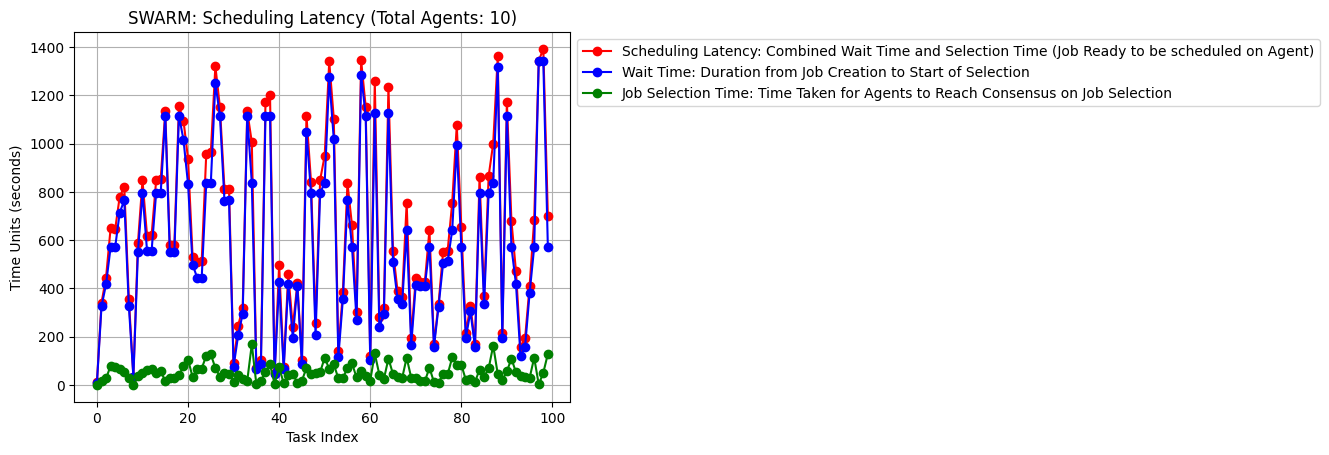 SWARM: Scheduling Latency (Total Agents: 10)
Scheduling Latency: Combined Wait Time and Selection Time (Job Ready to be scheduled on Agent)
Wait Time: Duration from Job Creation to Start of Selection
Job Selection Time: Time Taken for Agents to Reach Consensus on Job Selection
Time Units (seconds)
1400
1200
1000
800
600
400
200
0
0 20 40 60 80 100
Task Index